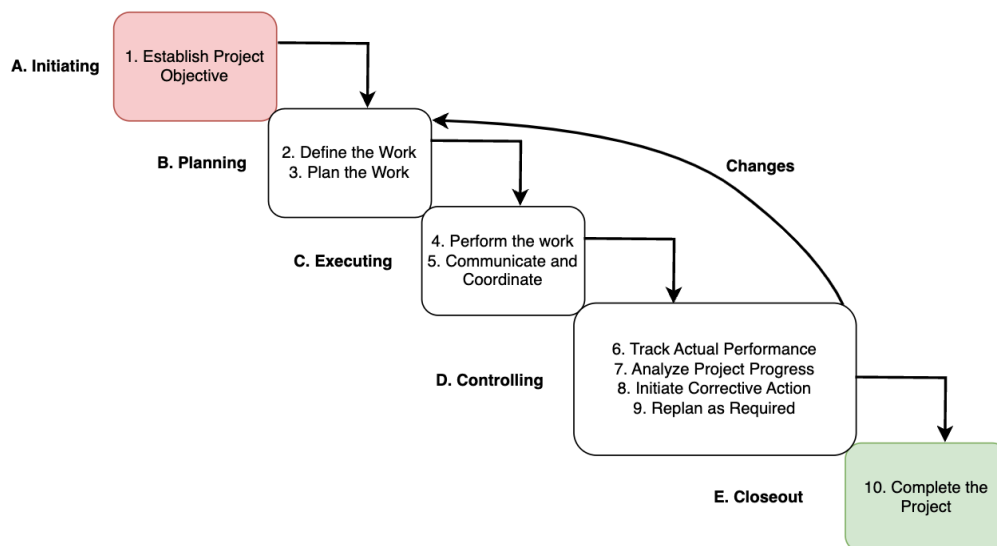 A. Initiating
1. Establish Project
Objective
B. Planning
2. Define the Work
3. Plan the Work
Changes
C. Executing
4. Perform the work
5. Communicate and
Coordinate
D. Controlling
6. Track Actual Performance
7. Analyze Project Progress
8. Initiate Corrective Action
9. Replan as Required
E. Closeout
10. Complete the
Project